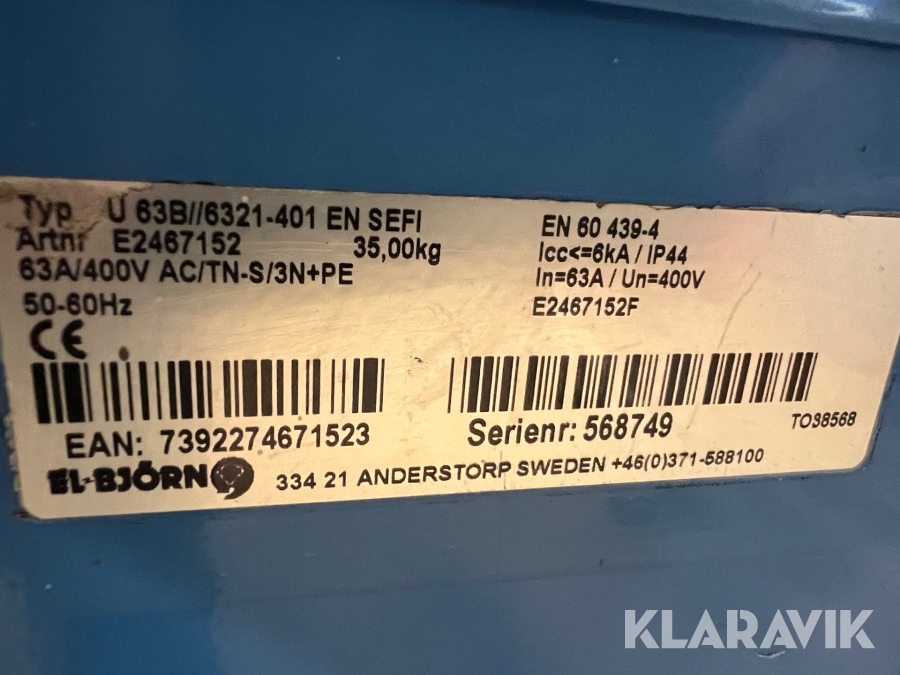 Typ U 63B//6321-401 EN SEFI
Artnr E2467152 35,00kg
63A/400V AC/TN-S/3N+PE
50-60Hz
CE
EN 60 439-4
Icc<=6kA / IP44
In=63A / Un=400V
E2467152F
EAN: 7392274671523
Serienr: 568749
TO38568
EL-BJÖRN
334 21 ANDERSTORP SWEDEN +46(0)371-588100
KLARAVIK